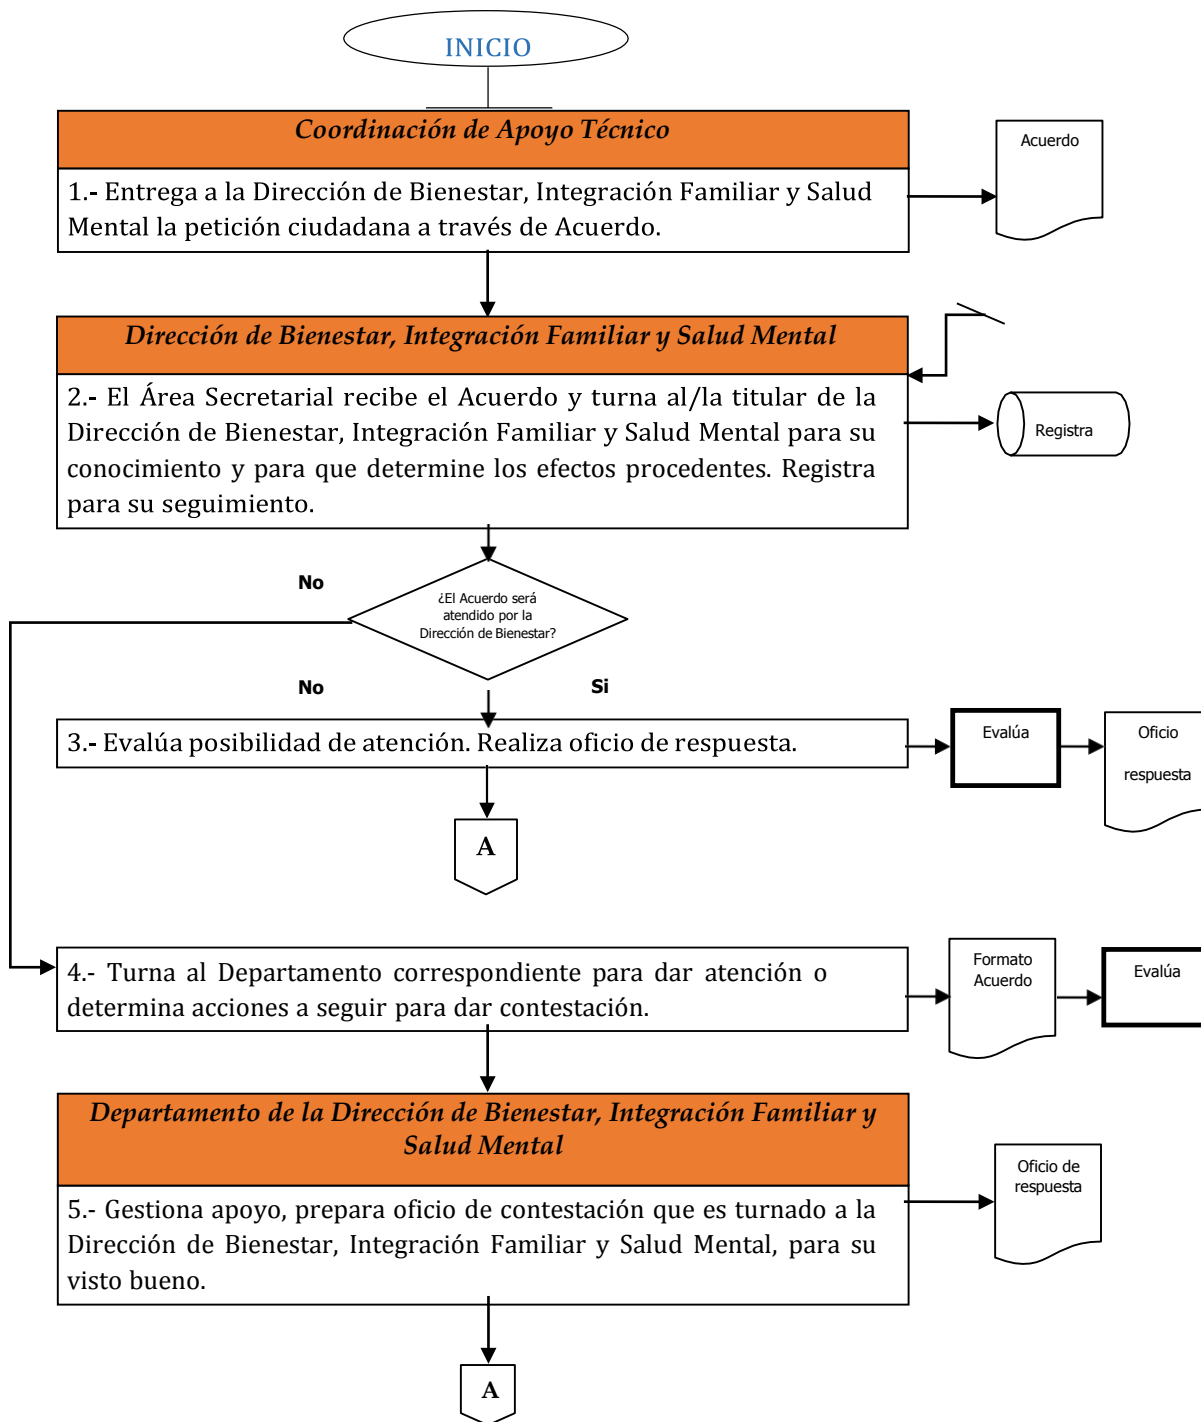 INICIO
Coordinación de Apoyo Técnico
1.- Entrega a la Dirección de Bienestar, Integración Familiar y Salud
Mental la petición ciudadana a través de Acuerdo.
Acuerdo
Dirección de Bienestar, Integración Familiar y Salud Mental
2.- El Área Secretarial recibe el Acuerdo y turna al/la titular de la
Dirección de Bienestar, Integración Familiar y Salud Mental para su
conocimiento y para que determine los efectos procedentes. Registra
para su seguimiento.
Registra
No
¿El Acuerdo será
atendido por la
Dirección de Bienestar?
No
Si
3.- Evalúa posibilidad de atención. Realiza oficio de respuesta.
Evalúa
Oficio
respuesta
A
4.- Turna al Departamento correspondiente para dar atención o
determina acciones a seguir para dar contestación.
Formato
Acuerdo
Evalúa
Departamento de la Dirección de Bienestar, Integración Familiar y
Salud Mental
5.- Gestiona apoyo, prepara oficio de contestación que es turnado a la
Dirección de Bienestar, Integración Familiar y Salud Mental, para su
visto bueno.
Oficio de
respuesta
A